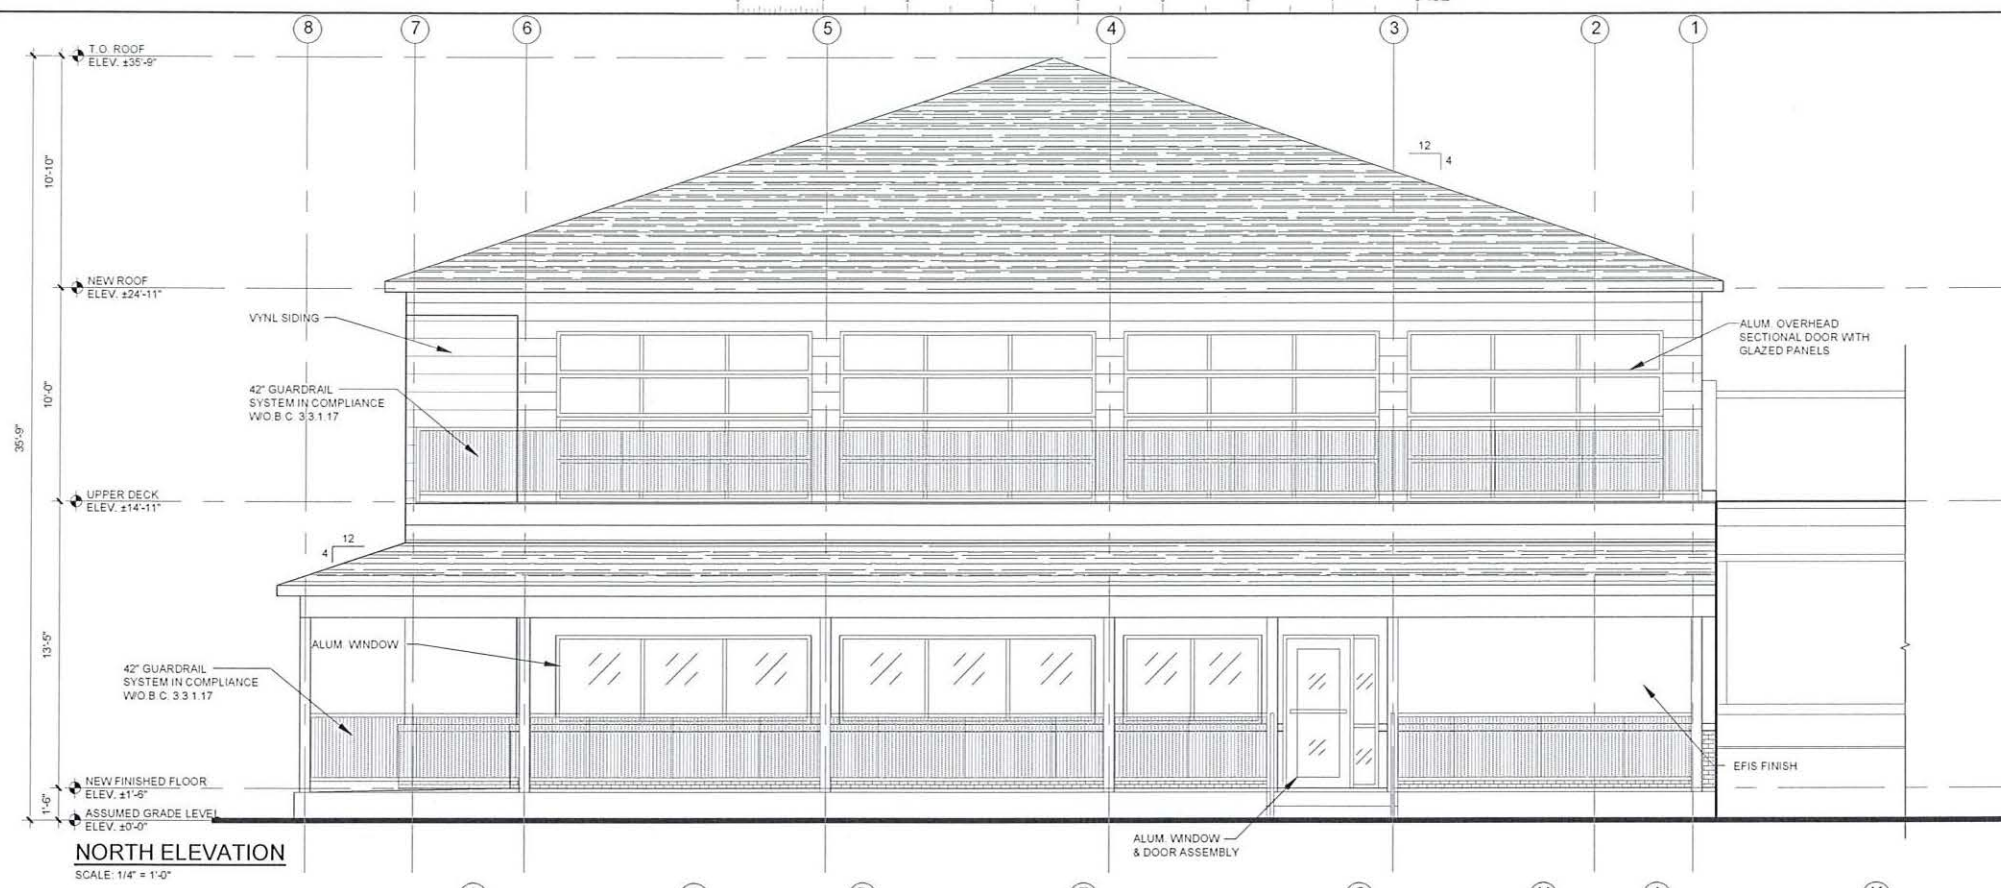 8 7 6 5 4 3 2 1
T.O. ROOF
ELEV. ±35'-9"
10'-10"
12
4
NEW ROOF
ELEV. ±24'-11"
VYNL SIDING
ALUM. OVERHEAD
SECTIONAL DOOR WITH
GLAZED PANELS
42" GUARDRAIL
SYSTEM IN COMPLIANCE
W/O.B.C. 3.3.1.17
10'-0"
35'-9"
UPPER DECK
ELEV. ±14'-11"
12
4
13'-5"
ALUM. WINDOW
42" GUARDRAIL
SYSTEM IN COMPLIANCE
W/O.B.C. 3.3.1.17
EFIS FINISH
NEW FINISHED FLOOR
ELEV. ±1'-6"
1'-6"
ASSUMED GRADE LEVEL
ELEV. ±0'-0"
ALUM. WINDOW
& DOOR ASSEMBLY
NORTH ELEVATION
SCALE: 1/4" = 1'-0"